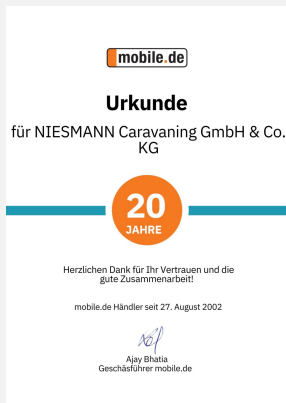 mobile.de
Urkunde
für NIESMANN Caravaning GmbH & Co.
KG
20
JAHRE
Herzlichen Dank für Ihr Vertrauen und die
gute Zusammenarbeit!
mobile.de Händler seit 27. August 2002
Ajay Bhatia
Geschäsführer mobile.de